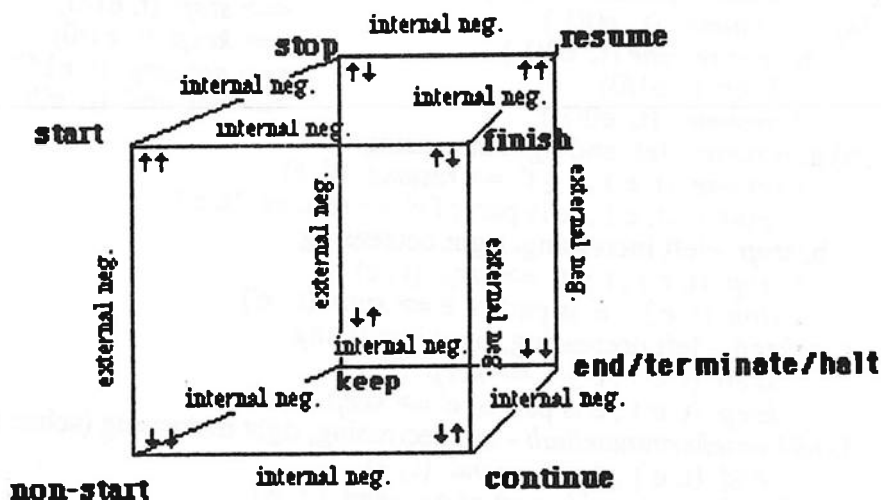 internal neg.
stop
resume
↑↓
↑↑
internal neg.
internal neg.
start
internal neg.
finish
↑↑
↑↓
external neg.
external neg.
external neg.
external neg.
↓↑
internal neg.
↓↓
keep
end/terminate/halt
internal neg.
internal neg.
↓↓
↓↑
non-start
internal neg.
continue